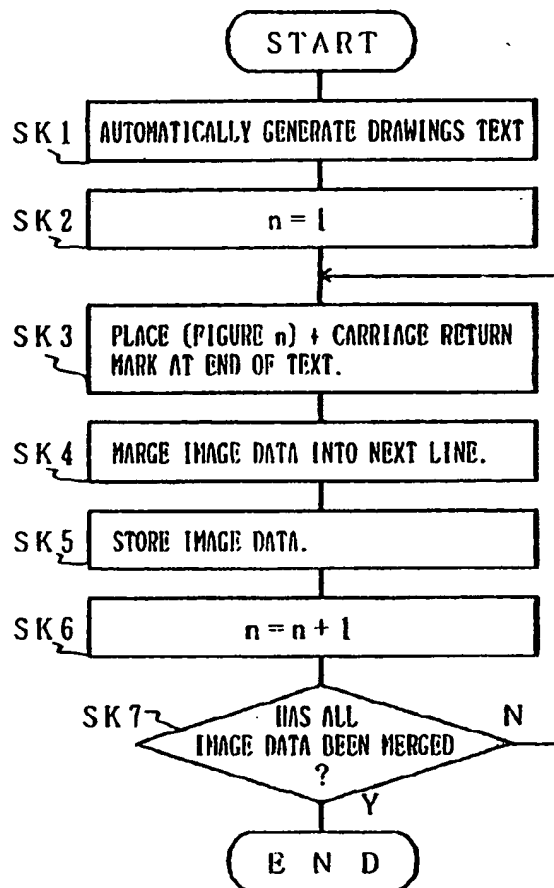 START
SK1 AUTOMATICALLY GENERATE DRAWINGS TEXT
SK2 n = 1
SK3 PLACE (FIGURE n) + CARRIAGE RETURN
MARK AT END OF TEXT.
SK4 MARGE IMAGE DATA INTO NEXT LINE.
SK5 STORE IMAGE DATA.
SK6 n = n + 1
SK7 HAS ALL
IMAGE DATA BEEN MERGED
?
N
Y
END